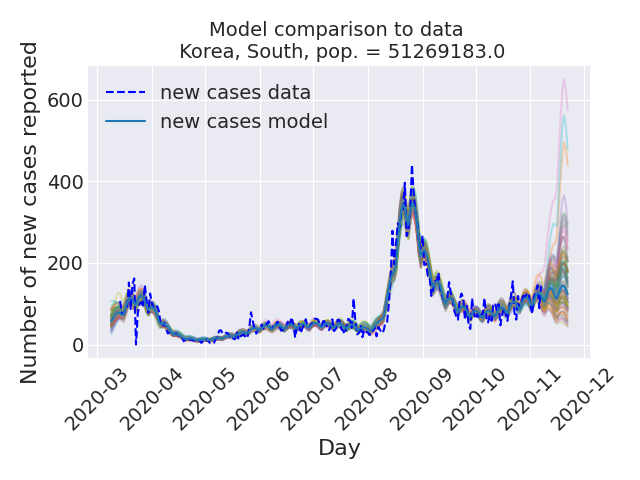 Model comparison to data
Korea, South, pop. = 51269183.0
Number of new cases reported
600
400
200
0
new cases data
new cases model
2020-03
2020-04
2020-05
2020-06
2020-07
2020-08
2020-09
2020-10
2020-11
2020-12
Day